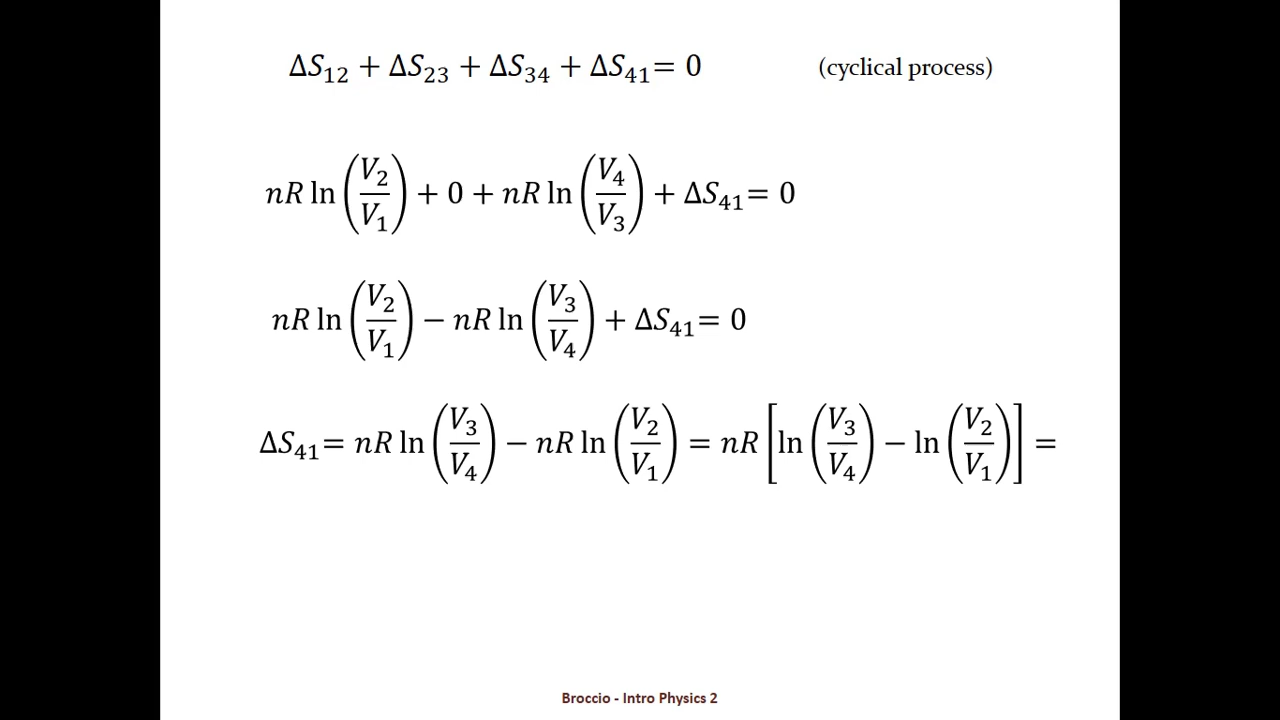 ΔS₁₂ + ΔS₂₃ + ΔS₃₄ + ΔS₄₁= 0 (cyclical process)
nR ln(V₂/V₁) + 0 + nR ln(V₄/V₃) + ΔS₄₁= 0
nR ln(V₂/V₁) − nR ln(V₃/V₄) + ΔS₄₁= 0
ΔS₄₁= nR ln(V₃/V₄) − nR ln(V₂/V₁) = nR [ln(V₃/V₄) − ln(V₂/V₁)] =
Broccio - Intro Physics 2